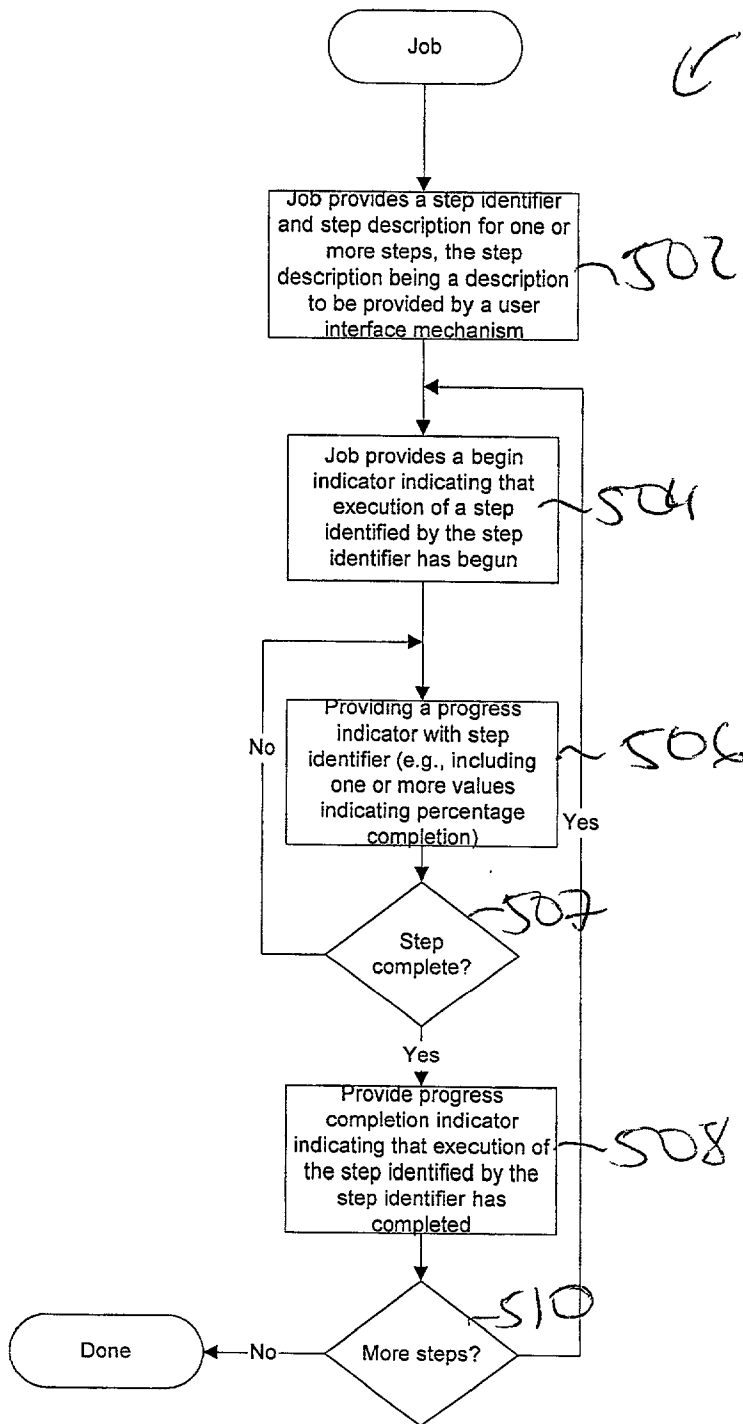 Job
Job provides a step identifier
and step description for one or
more steps, the step
description being a description
to be provided by a user
interface mechanism
502
Job provides a begin
indicator indicating that
execution of a step
identified by the step
identifier has begun
504
Providing a progress
indicator with step
identifier (e.g., including
one or more values
indicating percentage
completion)
506
No
Yes
507
Step
complete?
Yes
Provide progress
completion indicator
indicating that execution of
the step identified by the
step identifier has
completed
508
510
More steps?
No
Done